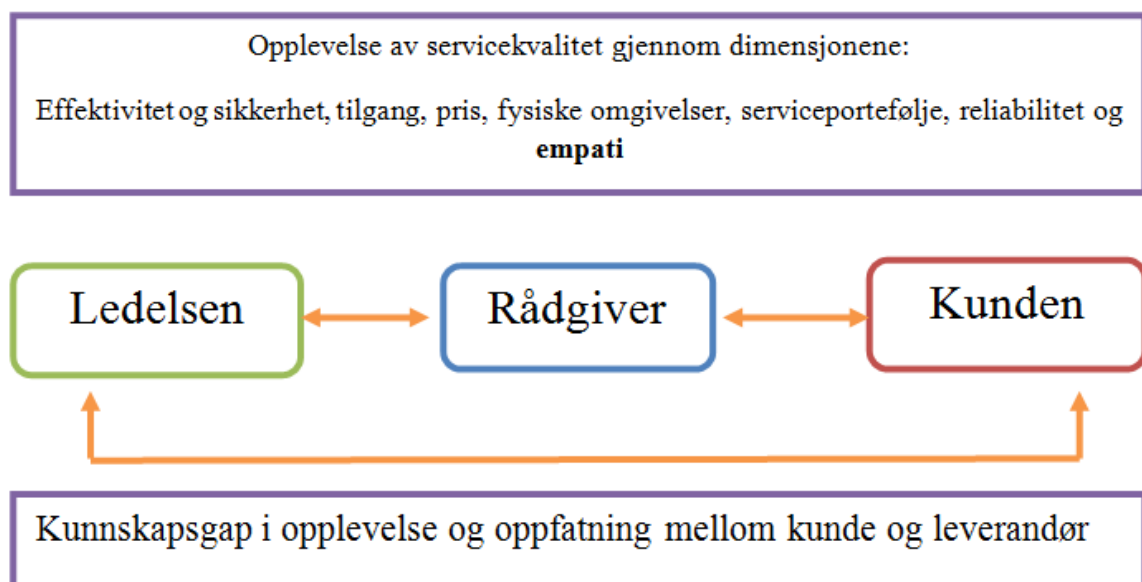 Opplevelse av servicekvalitet gjennom dimensjonene:
Effektivitet og sikkerhet, tilgang, pris, fysiske omgivelser, serviceportefølje, reliabilitet og
empati
Ledelsen
Rådgiver
Kunden
Kunnskapsgap i opplevelse og oppfatning mellom kunde og leverandør